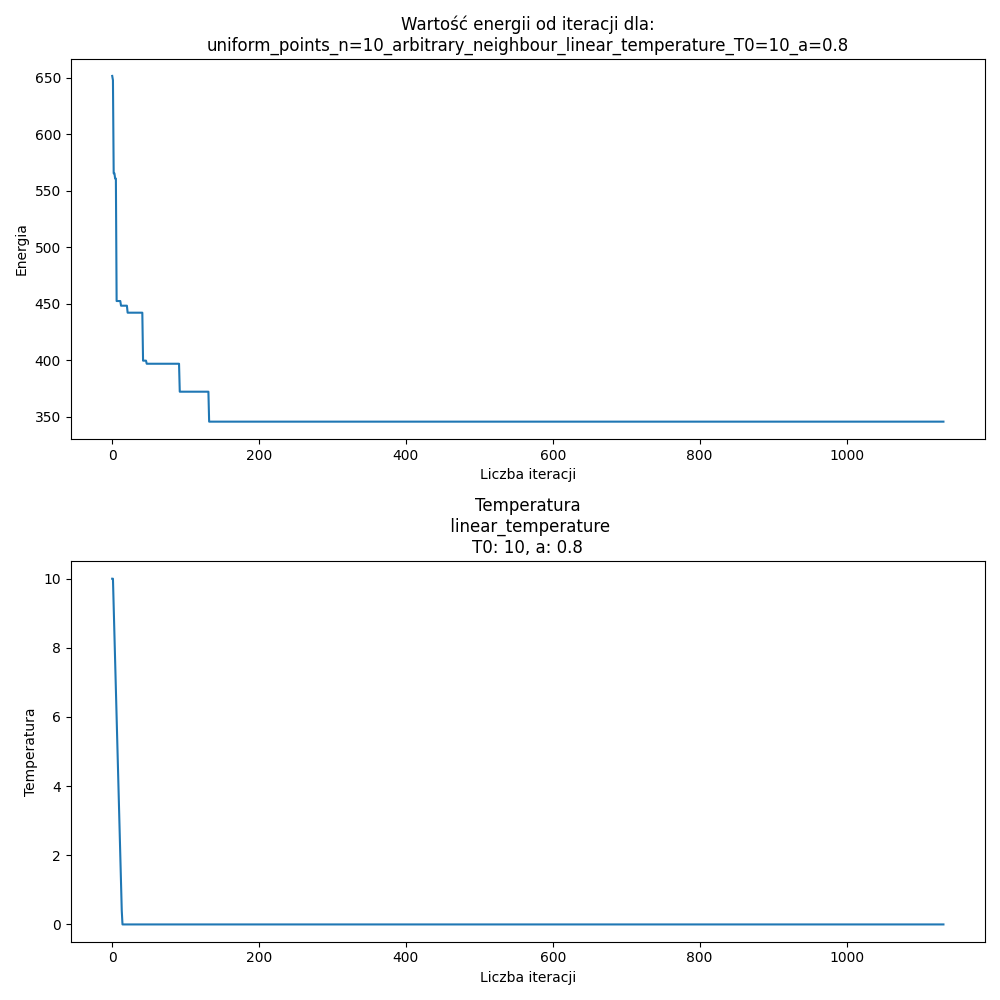 Wartość energii od iteracji dla:
uniform_points_n=10_arbitrary_neighbour_linear_temperature_T0=10_a=0.8
650
600
550
500
450
400
350
Energia
0 200 400 600 800 1000
Liczba iteracji
Temperatura
linear_temperature
T0: 10, a: 0.8
10
8
6
4
2
0
Temperatura
0 200 400 600 800 1000
Liczba iteracji